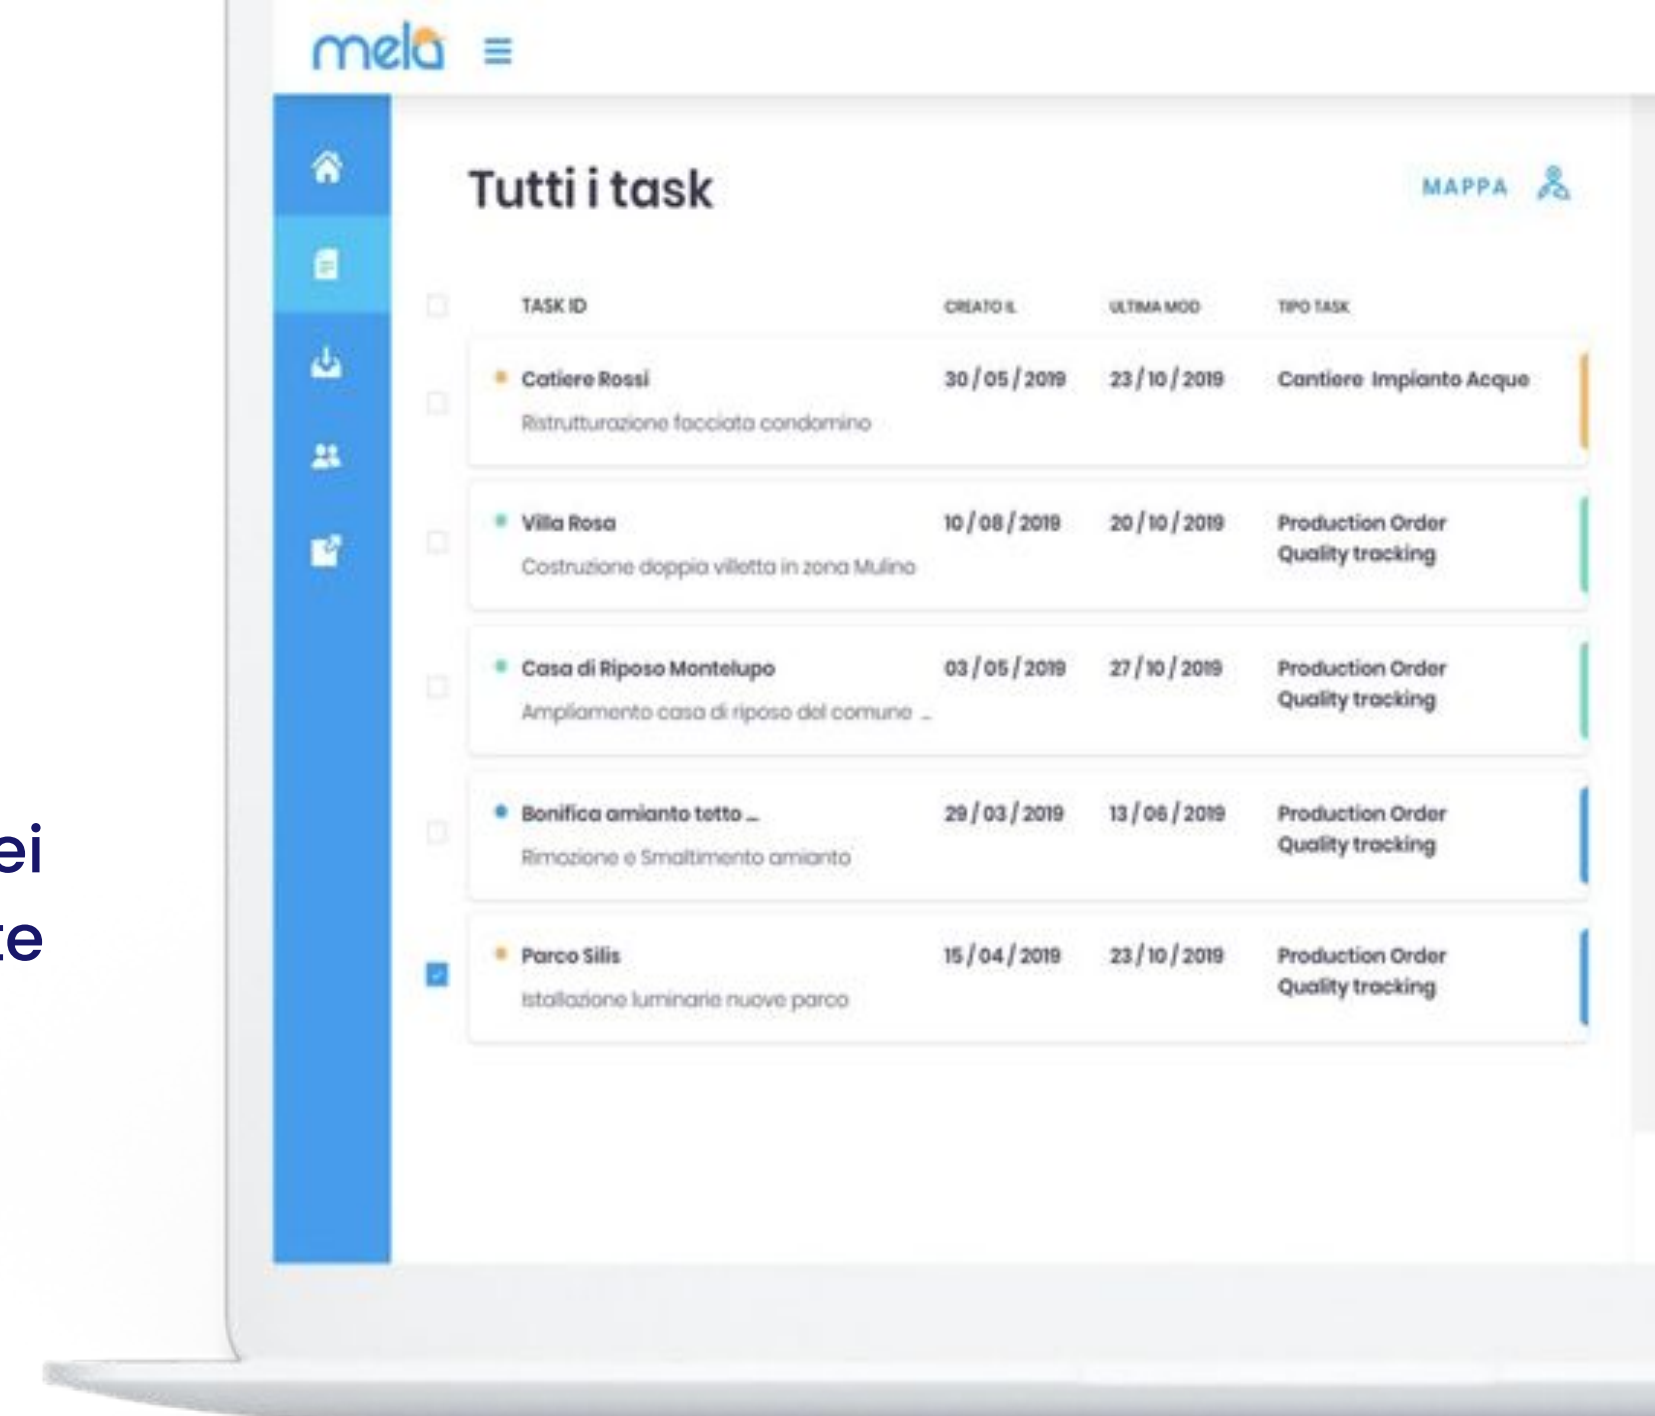 mela
Tutti i task
MAPPA
TASK ID CREATO IL ULTIMA MOD TIPO TASK
Catiere Rossi 30 / 05 / 2019 23 / 10 / 2019 Cantiere Impianto Acque
Ristrutturazione facciata condomino
Villa Rosa 10 / 08 / 2019 20 / 10 / 2019 Production Order
Quality tracking
Costruzione doppia villetta in zona Mulino
Casa di Riposo Montelupo 03 / 05 / 2019 27 / 10 / 2019 Production Order
Quality tracking
Ampliamento casa di riposo del comune ...
Bonifica amianto tetto ... 29 / 03 / 2019 13 / 06 / 2019 Production Order
Quality tracking
Rimozione e Smaltimento amianto
Parco Silis 15 / 04 / 2019 23 / 10 / 2019 Production Order
Quality tracking
Istallazione luminarie nuove parco
ei
te